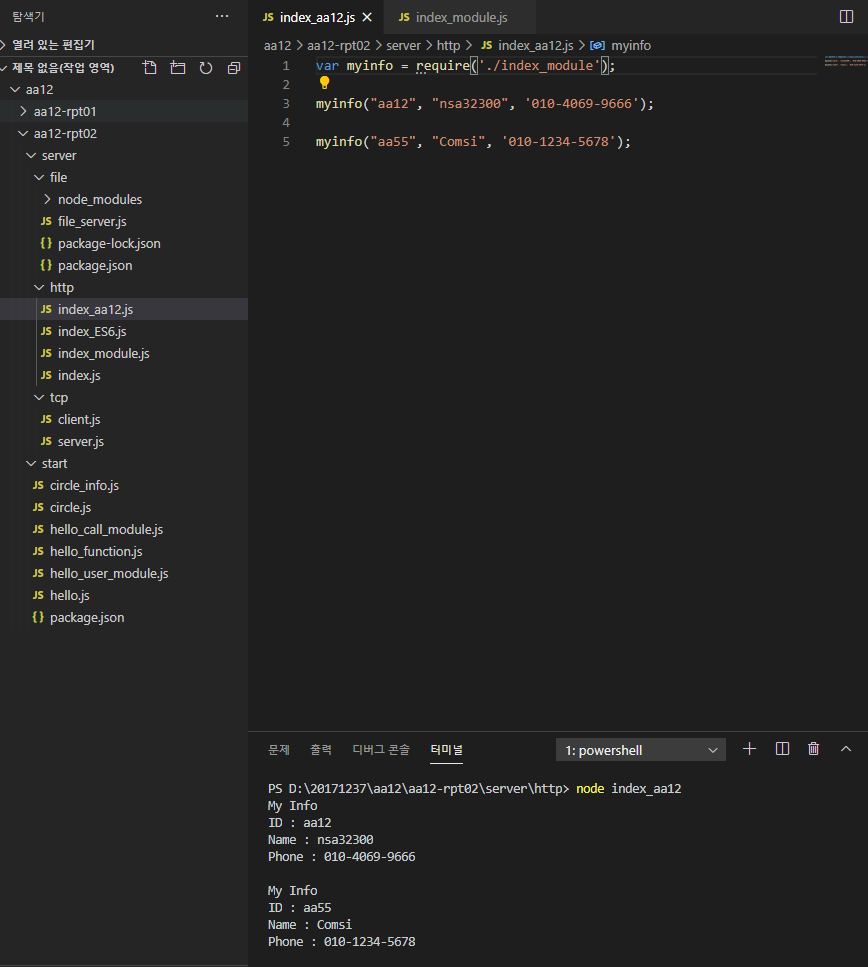 탐색기
열려 있는 편집기
제목 없음(작업 영역)
aa12
aa12-rpt01
aa12-rpt02
server
file
node_modules
JS file_server.js
{} package-lock.json
{} package.json
http
JS index_aa12.js
JS index_ES6.js
JS index_module.js
JS index.js
tcp
JS client.js
JS server.js
start
JS circle_info.js
JS circle.js
JS hello_call_module.js
JS hello_function.js
JS hello_user_module.js
JS hello.js
{} package.json
JS index_aa12.js JS index_module.js
aa12 > aa12-rpt02 > server > http > JS index_aa12.js > myinfo
1 var myinfo = require('./index_module');
2
3 myinfo("aa12", "nsa32300", '010-4069-9666');
4
5 myinfo("aa55", "Comsi", '010-1234-5678');
문제 출력 디버그 콘솔 터미널 1: powershell
PS D:\20171237\aa12\aa12-rpt02\server\http> node index_aa12
My Info
ID : aa12
Name : nsa32300
Phone : 010-4069-9666
My Info
ID : aa55
Name : Comsi
Phone : 010-1234-5678